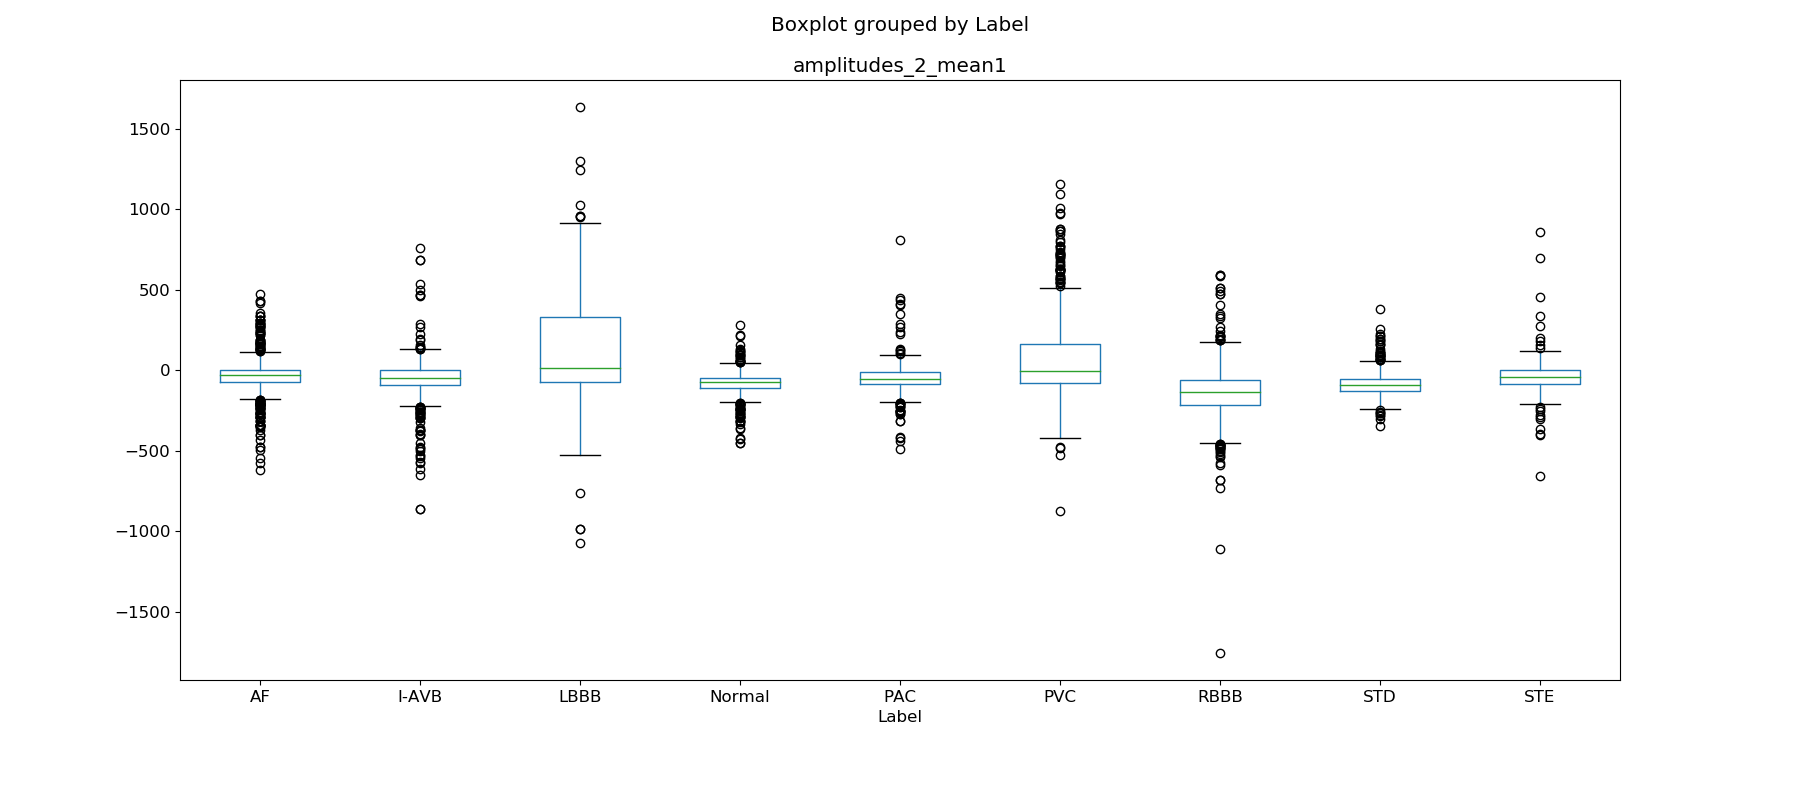 Boxplot grouped by Label
amplitudes_2_mean1
1500
1000
500
0
−500
−1000
−1500
AF I-AVB LBBB Normal PAC PVC RBBB STD STE
Label